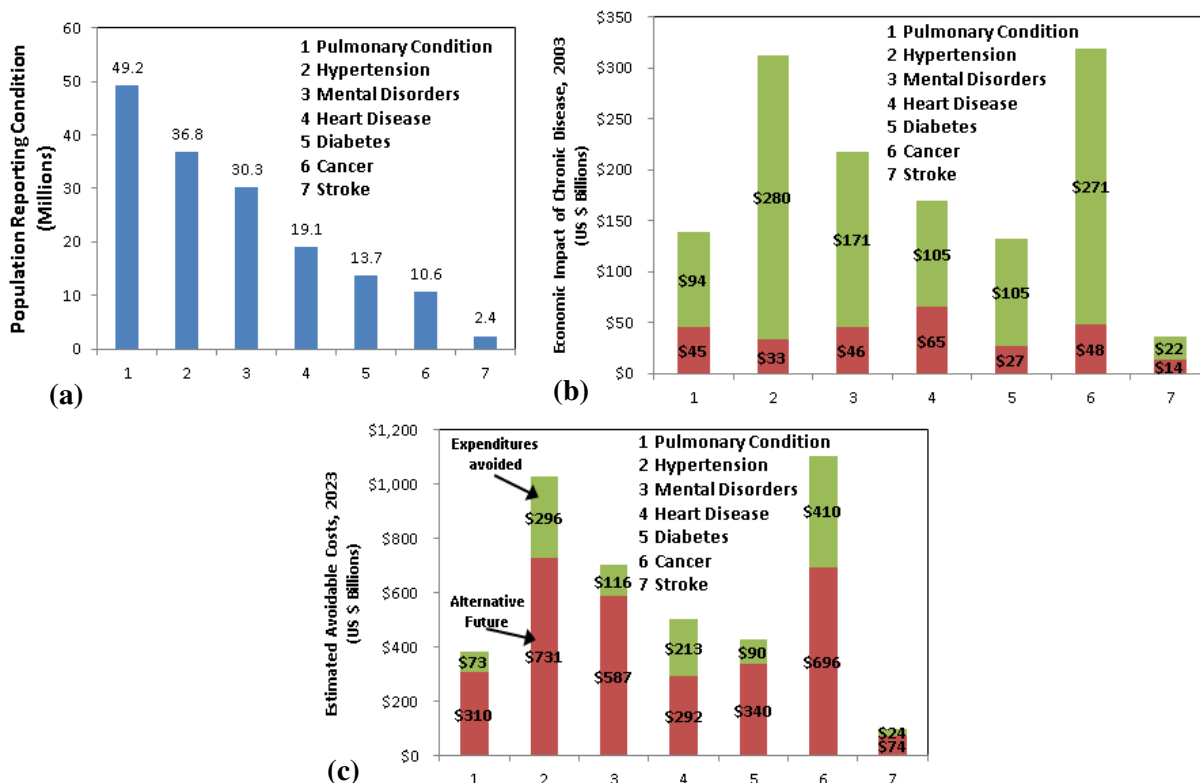 Population Reporting Condition
(Millions)
60
50
40
30
20
10
0
49.2
36.8
30.3
19.1
13.7
10.6
2.4
1 Pulmonary Condition
2 Hypertension
3 Mental Disorders
4 Heart Disease
5 Diabetes
6 Cancer
7 Stroke
1 2 3 4 5 6 7
(a)
Economic Impact of Chronic Disease, 2003
(US $ Billions)
$350
$300
$250
$200
$150
$100
$50
$0
1 Pulmonary Condition
2 Hypertension
3 Mental Disorders
4 Heart Disease
5 Diabetes
6 Cancer
7 Stroke
$94 $280 $171 $105 $105 $271 $22
$45 $33 $46 $65 $27 $48 $14
1 2 3 4 5 6 7
(b)
Estimated Avoidable Costs, 2023
(US $ Billions)
$1,200
$1,000
$800
$600
$400
$200
$0
Expenditures
avoided
Alternative
Future
1 Pulmonary Condition
2 Hypertension
3 Mental Disorders
4 Heart Disease
5 Diabetes
6 Cancer
7 Stroke
$73 $296 $116 $213 $90 $410 $24
$310 $731 $587 $292 $340 $696 $74
1 2 3 4 5 6 7
(c)